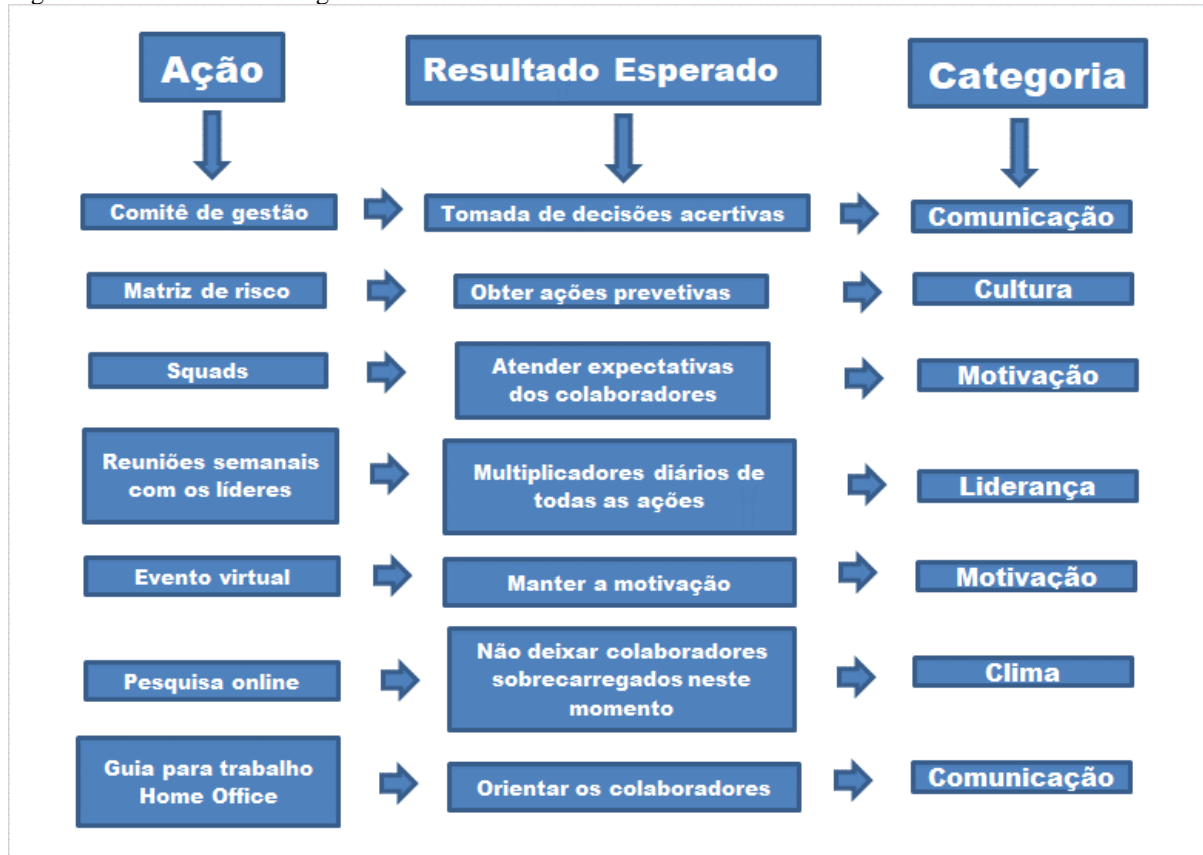 Ação
Resultado Esperado
Categoria
Comitê de gestão
Tomada de decisões acertivas
Comunicação
Matriz de risco
Obter ações prevetivas
Cultura
Squads
Atender expectativas
dos colaboradores
Motivação
Reuniões semanais
com os líderes
Multiplicadores diários de
todas as ações
Liderança
Evento virtual
Manter a motivação
Motivação
Pesquisa online
Não deixar colaboradores
sobrecarregados neste
momento
Clima
Guia para trabalho
Home Office
Orientar os colaboradores
Comunicação